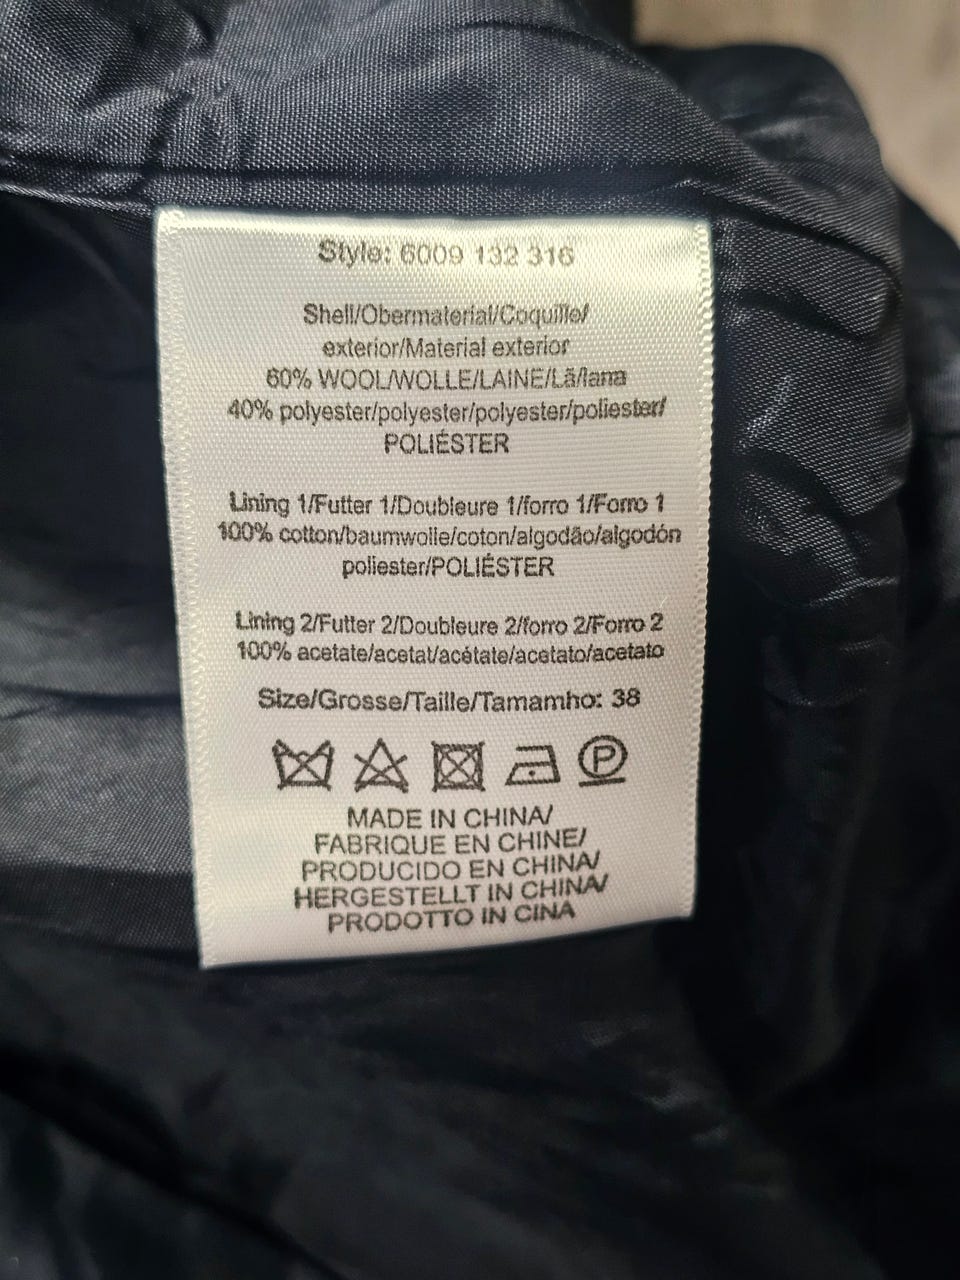 Style: 6009 132 316
Shell/Obermaterial/Coquille/
exterior/Material exterior
60% WOOL/WOLLE/LAINE/Lã/lana
40% polyester/polyester/polyester/poliester/
POLIÉSTER
Lining 1/Futter 1/Doubleure 1/forro 1/Forro 1
100% cotton/baumwolle/coton/algodão/algodón
poliester/POLIÉSTER
Lining 2/Futter 2/Doubleure 2/forro 2/Forro 2
100% acetate/acetat/acétate/acetato/acetato
Size/Grosse/Taille/Tamamho: 38
P
MADE IN CHINA/
FABRIQUE EN CHINE/
PRODUCIDO EN CHINA/
HERGESTELLT IN CHINA/
PRODOTTO IN CINA